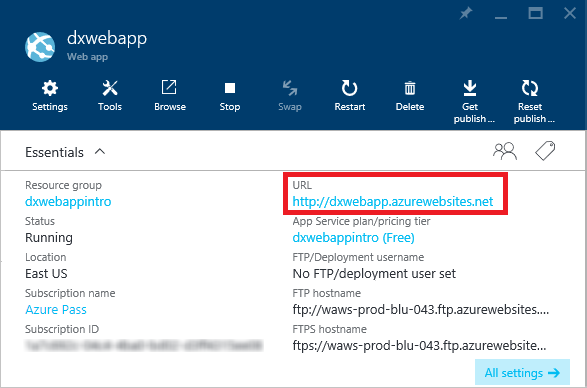 dxwebapp
Web app
Settings
Tools
Browse
Stop
Swap
Restart
Delete
Get
publish ...
Reset
publish ...
Essentials
Resource group
dxwebappintro
Status
Running
Location
East US
Subscription name
Azure Pass
Subscription ID
URL
http://dxwebapp.azurewebsites.net
App Service plan/pricing tier
dxwebappintro (Free)
FTP/Deployment username
No FTP/deployment user set
FTP hostname
ftp://waws-prod-blu-043.ftp.azurewebsites....
FTPS hostname
ftps://waws-prod-blu-043.ftp.azurewebsites...
All settings